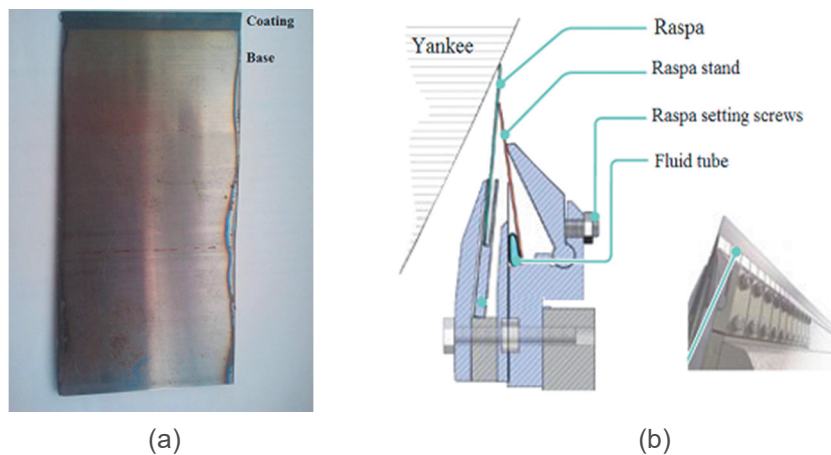 Coating
Base
Yankee
Raspa
Raspa stand
Raspa setting screws
Fluid tube
(a)
(b)